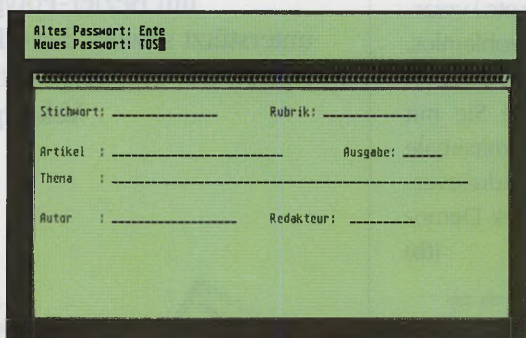 Altes Passwort: Ente
Neues Passwort: TOS
Stichwort: Rubrik:
Artikel : Ausgabe:
Thema :
Autor : Redakteur: